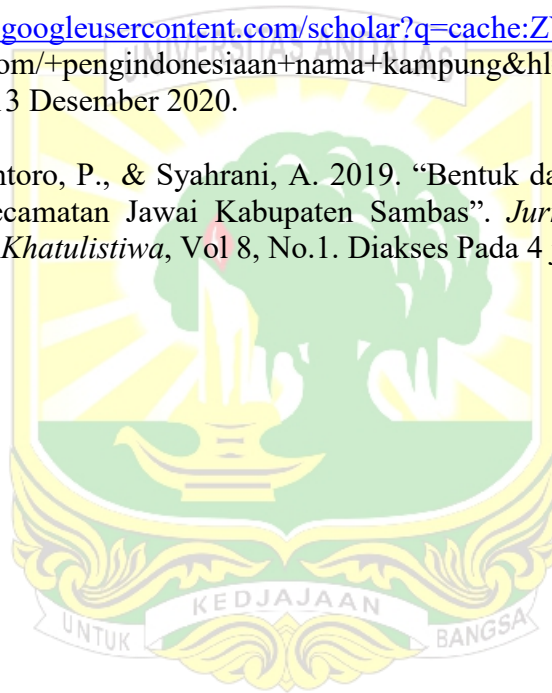 googleusercontent.com/scholar?q=cache:Z
UNIVERSITAS ANDALAS
om/+pengindonesiaan+nama+kampung&hl
13 Desember 2020.
ntoro, P., & Syahrani, A. 2019. “Bentuk da
ecamatan Jawai Kabupaten Sambas”. Jur
Khatulistiwa, Vol 8, No.1. Diakses Pada 4
UNTUK KEDJAJAAN BANGSA